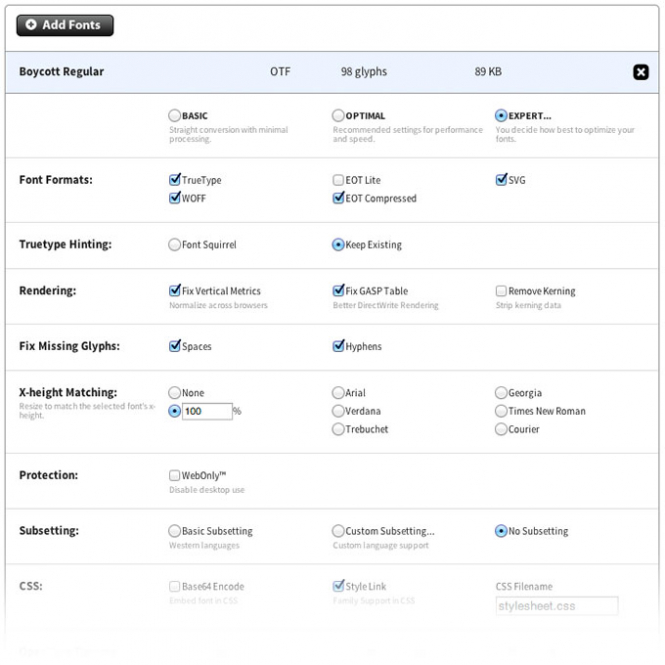 Add Fonts
Boycott Regular OTF 98 glyphs 89 KB
BASIC OPTIMAL EXPERT...
Straight conversion with minimal processing.
Recommended settings for performance and speed.
You decide how best to optimize your fonts.
Font Formats: TrueType EOT Lite SVG
WOFF EOT Compressed
Truetype Hinting: Font Squirrel Keep Existing
Rendering: Fix Vertical Metrics Fix GASP Table Remove Kerning
Normalize across browsers Better DirectWrite Rendering Strip kerning data
Fix Missing Glyphs: Spaces Hyphens
X-height Matching: None Arial Georgia
Resize to match the selected font's x-height.
100 % Verdana Times New Roman
Trebuchet Courier
Protection: WebOnly™
Disable desktop use
Subsetting: Basic Subsetting Custom Subsetting... No Subsetting
Western languages Custom language support
CSS: Base64 Encode Style Link CSS Filename
Embed font in CSS Family Support in CSS stylesheet.css